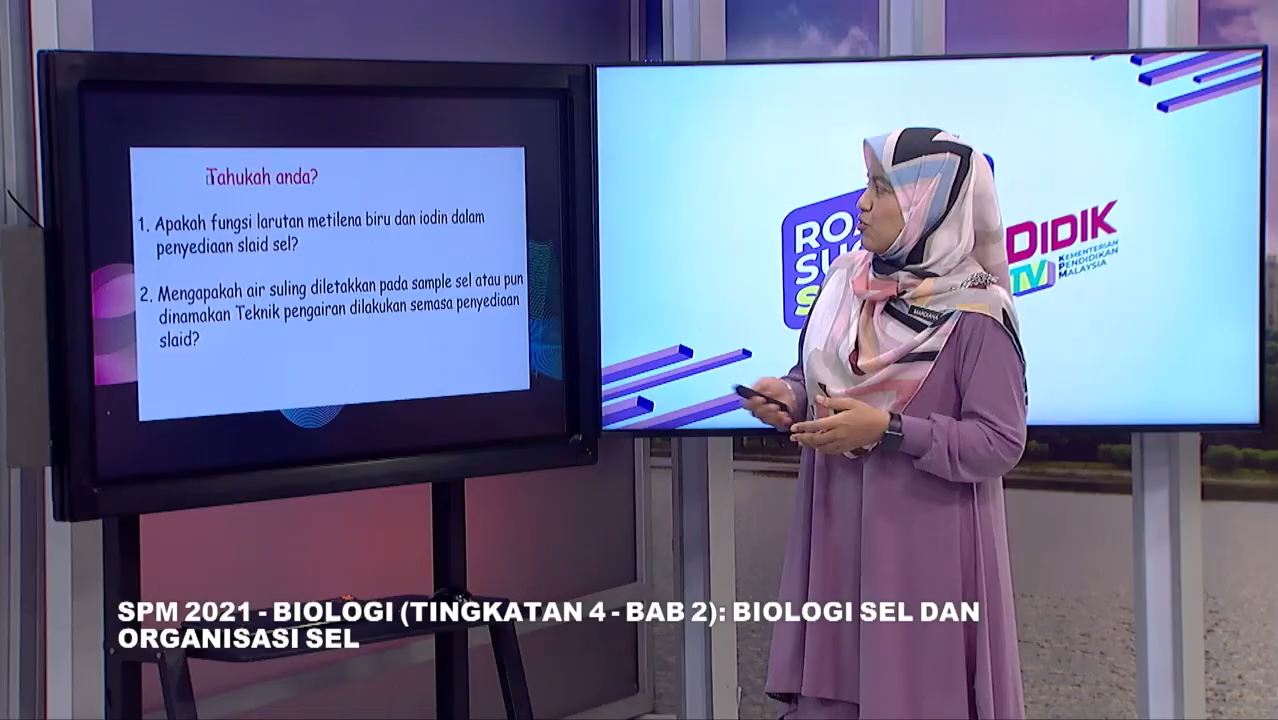 Tahukah anda?
1. Apakah fungsi larutan metilena biru dan iodin dalam
penyediaan slaid sel?
2. Mengapakah air suling diletakkan pada sample sel atau pun
dinamakan Teknik pengairan dilakukan semasa penyediaan
slaid?
DIDIK
TV
KEMENTERIAN
PENDIDIKAN
MALAYSIA
MARDIANA
SPM 2021 - BIOLOGI (TINGKATAN 4 - BAB 2): BIOLOGI SEL DAN
ORGANISASI SEL